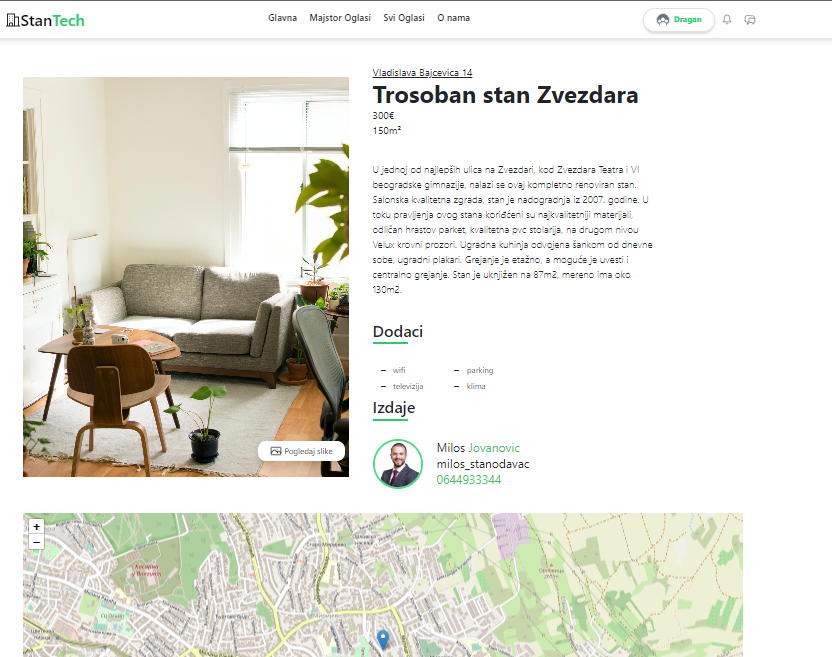 StanTech
Glavna Majstor Oglasi Svi Oglasi O nama
Dragan
Vladislava Bajcevica 14
Trosoban stan Zvezdara
300€
150m²
U jednoj od najlepših ulica na Zvezdari, kod Zvezdara Teatra i VI
beogradske gimnazije, nalazi se ovaj kompletno renoviran stan.
Salonska kvalitetna zgrada, stan je nadogradnja iz 2007. godine. U
toku pravljenja ovog stana korišćeni su najkvalitetniji materijali,
odličan hrastov parket, kvalitetna pvc stolarija, na drugom nivou
Velux krovni prozori. Ugradna kuhinja odvojena šankom od dnevne
sobe, ugradni plakari. Grejanje je etažno, a moguće je uvesti i
centralno grejanje. Stan je uknjižen na 87m2, mereno ima oko
130m2.
Dodaci
– wifi – parking
– televizija – klima
Izdaje
Pogledaj slike
Milos Jovanovic
milos_stanodavac
0644933344
+
−